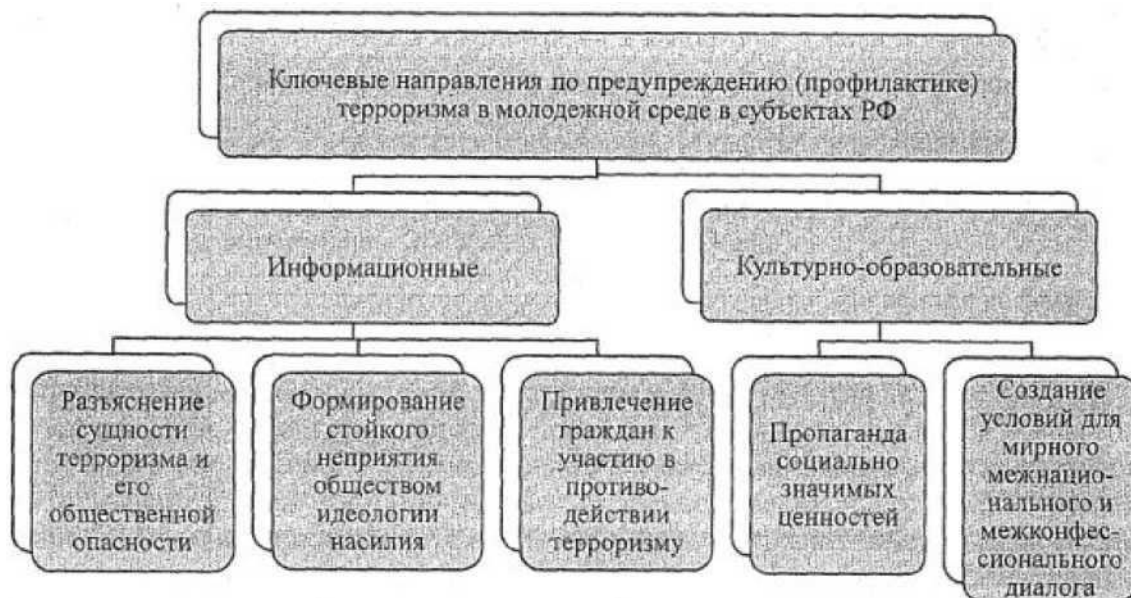 Ключевые направления по предупреждению (профилактике)
терроризма в молодежной среде в субъектах РФ
Информационные
Культурно-образовательные
Разъяснение
сущности
терроризма и
его
общественной
опасности
Формирование
стойкого
неприятия
обществом
идеологии
насилия
Привлечение
граждан к
участию в
противо-
действии
терроризму
Пропаганда
социально
значимых
ценностей
Создание
условий для
мирного
межнацио-
нального и
межконфес-
сионального
диалога